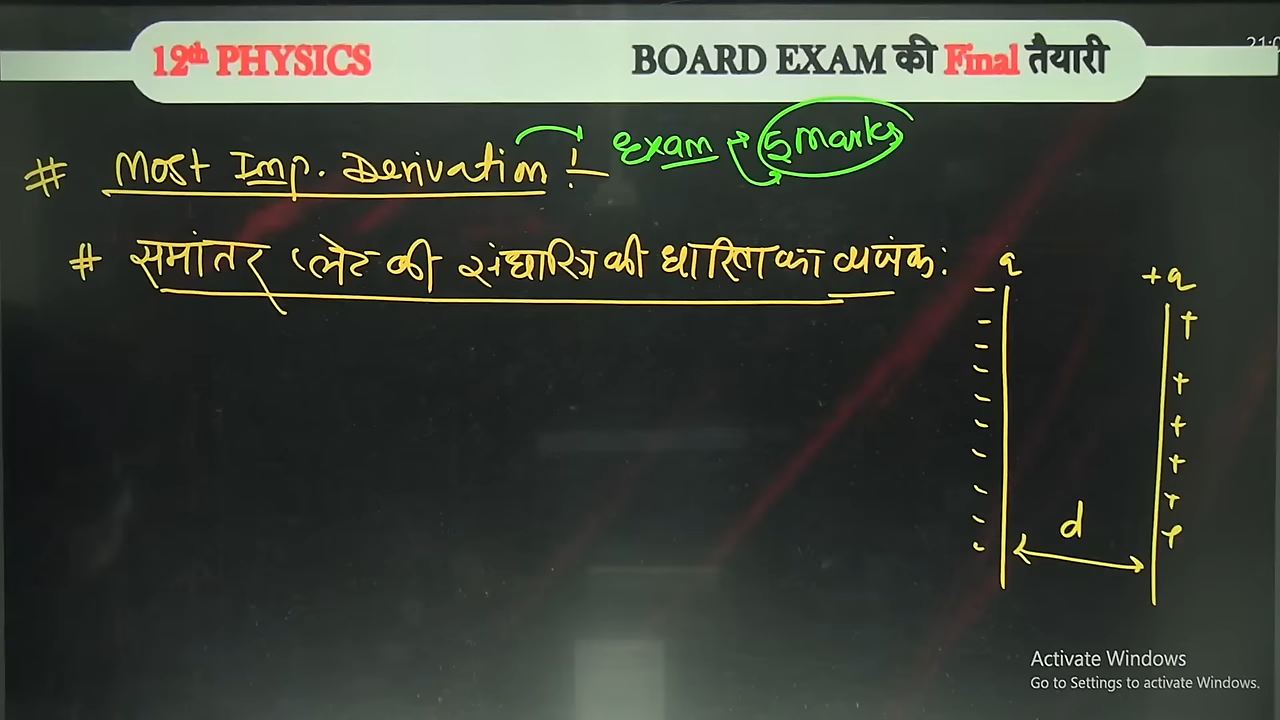 12th PHYSICS
BOARD EXAM की Final तैयारी
# Most Imp. Derivation :- Exam → 5 Marks
# समांतर प्लेट की संधारित्र की धारिता का व्यंजक:
q
+q
d
Activate Windows
Go to Settings to activate Windows.